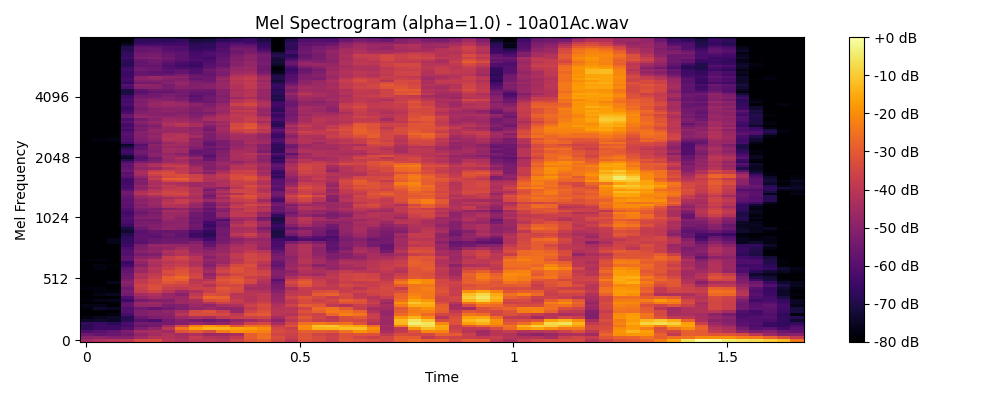 Mel Spectrogram (alpha=1.0) - 10a01Ac.wav
Mel Frequency
4096
2048
1024
512
0
0
0.5
1
1.5
Time
+0 dB
-10 dB
-20 dB
-30 dB
-40 dB
-50 dB
-60 dB
-70 dB
-80 dB